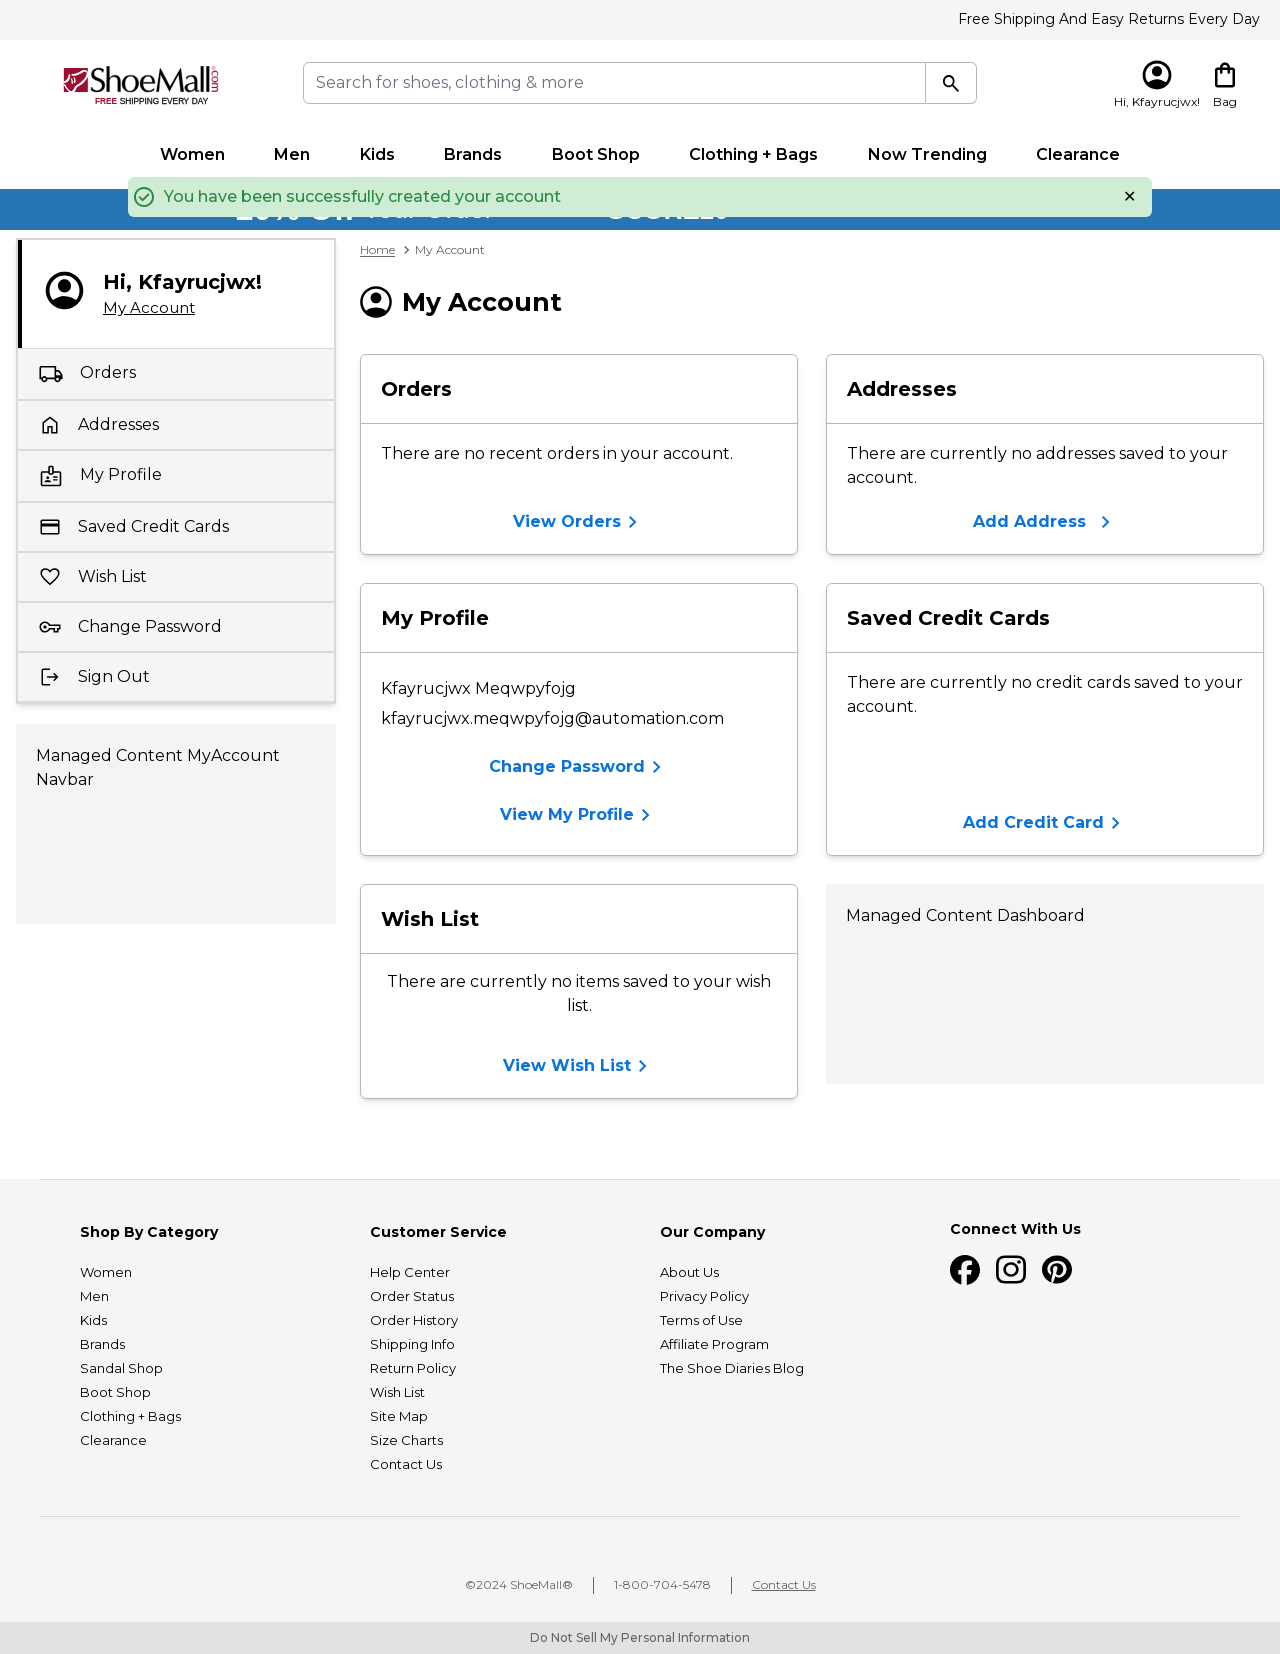 Free Shipping And Easy Returns Every Day
ShoeMall.com
FREE SHIPPING EVERY DAY
Search for shoes, clothing & more
Hi, Kfayrucjwx!
Bag
Women
Men
Kids
Brands
Boot Shop
Clothing + Bags
Now Trending
Clearance
You have been successfully created your account
Hi, Kfayrucjwx!
My Account
Orders
Addresses
My Profile
Saved Credit Cards
Wish List
Change Password
Sign Out
Managed Content MyAccount
Navbar
Home
My Account
My Account
Orders
There are no recent orders in your account.
View Orders
Addresses
There are currently no addresses saved to your
account.
Add Address
My Profile
Kfayrucjwx Meqwpyfojg
kfayrucjwx.meqwpyfojg@automation.com
Change Password
View My Profile
Saved Credit Cards
There are currently no credit cards saved to your
account.
Add Credit Card
Wish List
There are currently no items saved to your wish
list.
View Wish List
Managed Content Dashboard
Shop By Category
Women
Men
Kids
Brands
Sandal Shop
Boot Shop
Clothing + Bags
Clearance
Customer Service
Help Center
Order Status
Order History
Shipping Info
Return Policy
Wish List
Site Map
Size Charts
Contact Us
Our Company
About Us
Privacy Policy
Terms of Use
Affiliate Program
The Shoe Diaries Blog
Connect With Us
©2024 ShoeMall®
1-800-704-5478
Contact Us
Do Not Sell My Personal Information